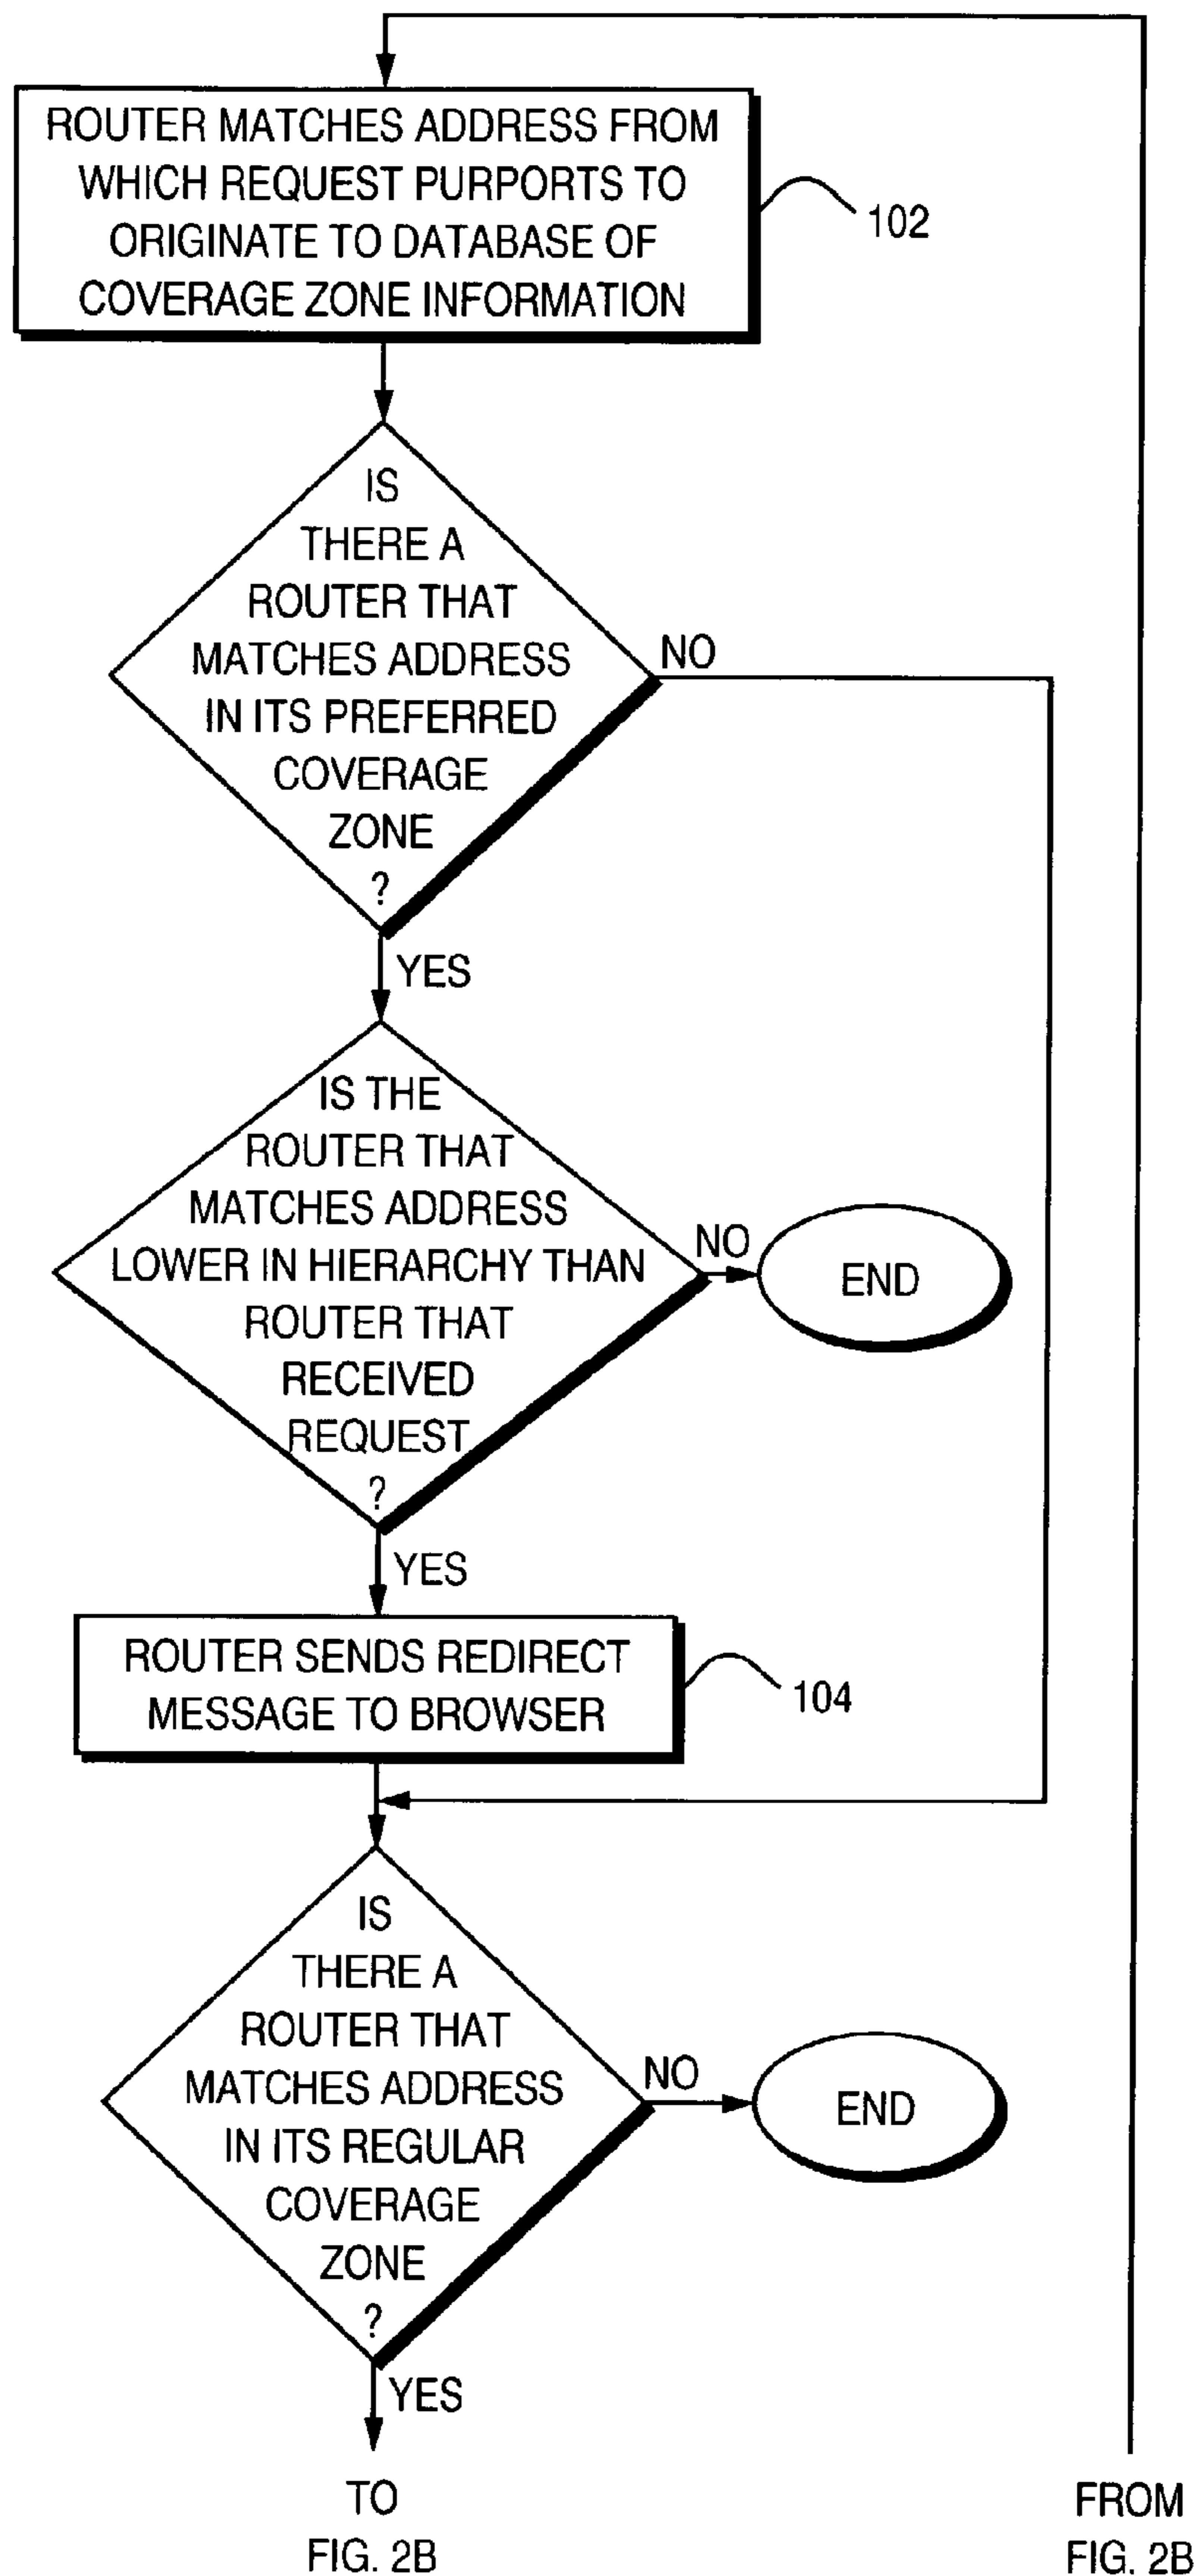 ROUTER MATCHES ADDRESS FROM
WHICH REQUEST PURPORTS TO
ORIGINATE TO DATABASE OF
COVERAGE ZONE INFORMATION
102
IS
THERE A
ROUTER THAT
MATCHES ADDRESS
IN ITS PREFERRED
COVERAGE
ZONE
?
NO
YES
IS THE
ROUTER THAT
MATCHES ADDRESS
LOWER IN HIERARCHY THAN
ROUTER THAT
RECEIVED
REQUEST
?
NO
END
YES
ROUTER SENDS REDIRECT
MESSAGE TO BROWSER
104
IS
THERE A
ROUTER THAT
MATCHES ADDRESS
IN ITS REGULAR
COVERAGE
ZONE
?
NO
END
YES
TO
FIG. 2B
FROM
FIG. 2B